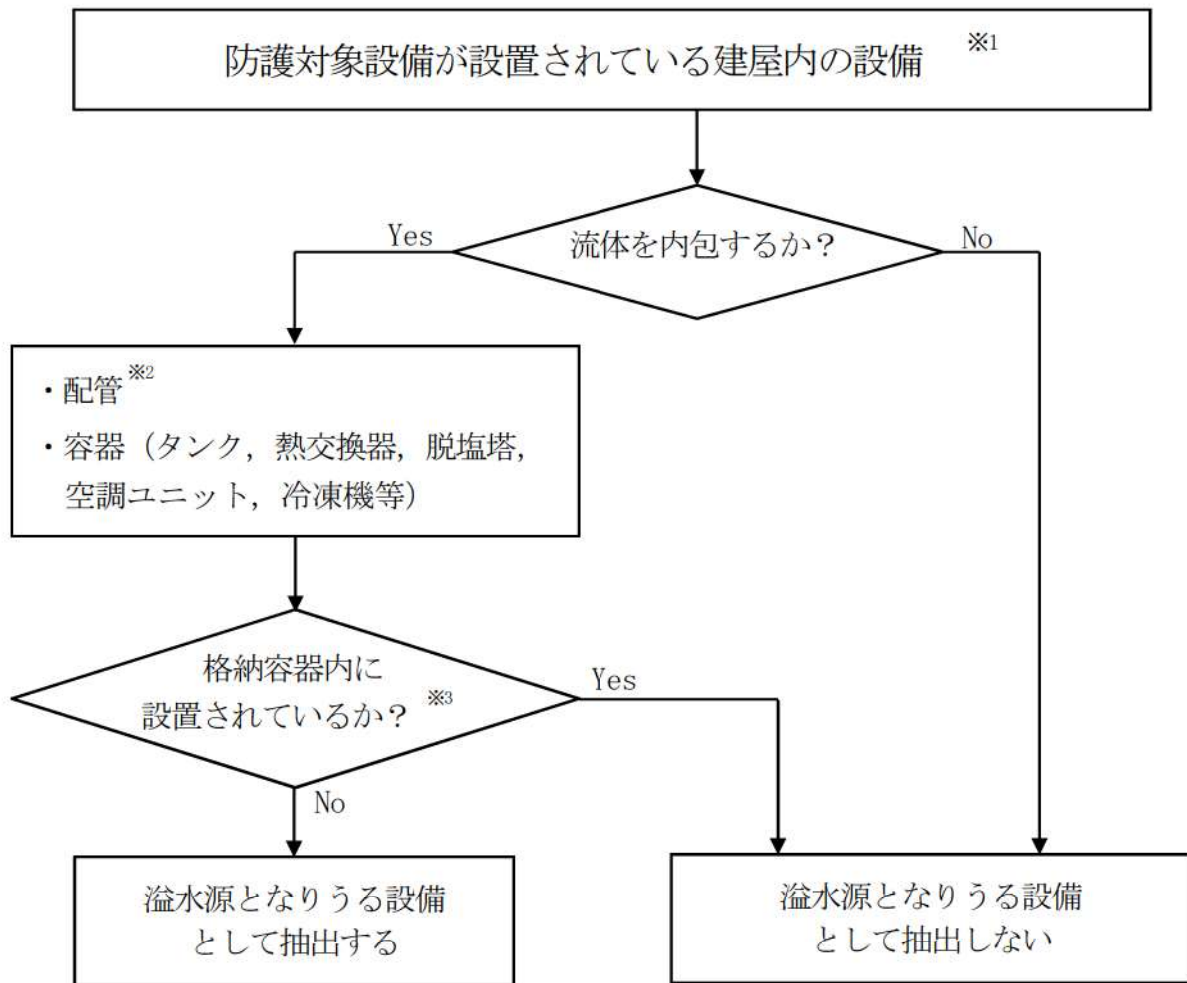 防護対象設備が設置されている建屋内の設備 ※1
流体を内包するか？
Yes
No
・配管※2
・容器（タンク，熱交換器，脱塩塔，
空調ユニット，冷凍機等）
格納容器内に
設置されているか？ ※3
Yes
No
溢水源となりうる設備
として抽出する
溢水源となりうる設備
として抽出しない